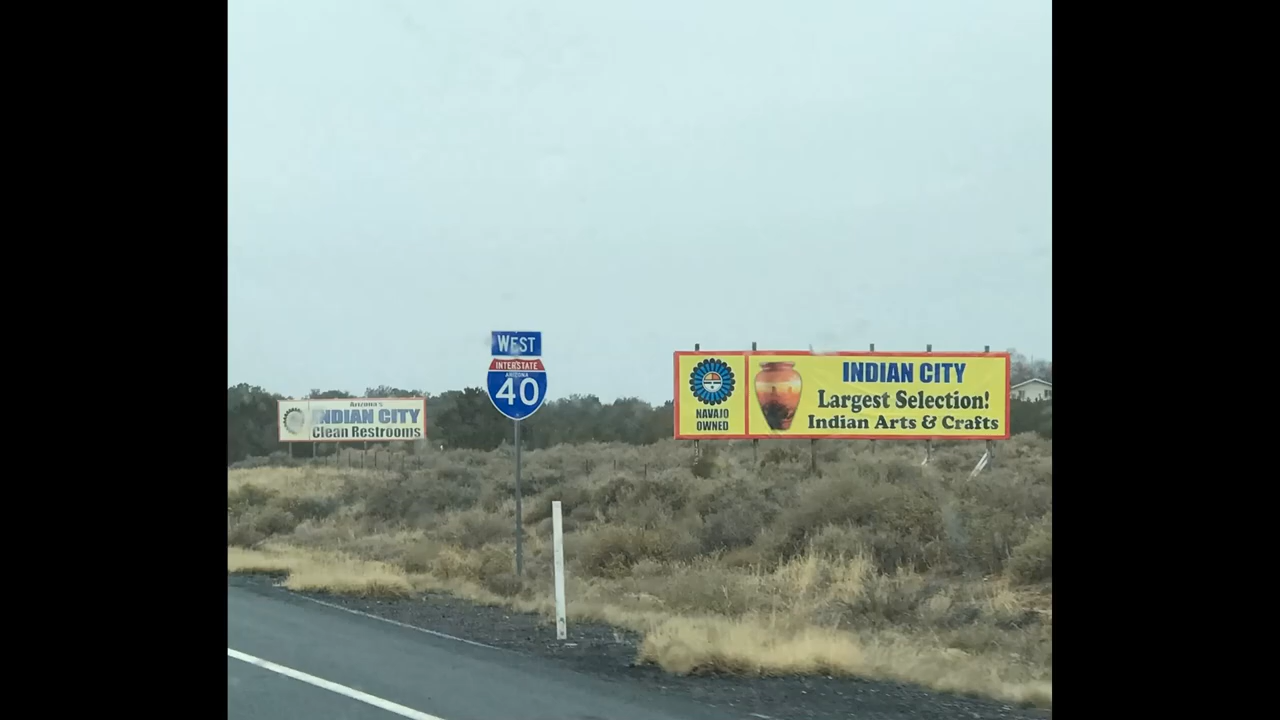 Arizona's
INDIAN CITY
Clean Restrooms
WEST
INTERSTATE
ARIZONA
40
NAVAJO
OWNED
INDIAN CITY
Largest Selection!
Indian Arts & Crafts